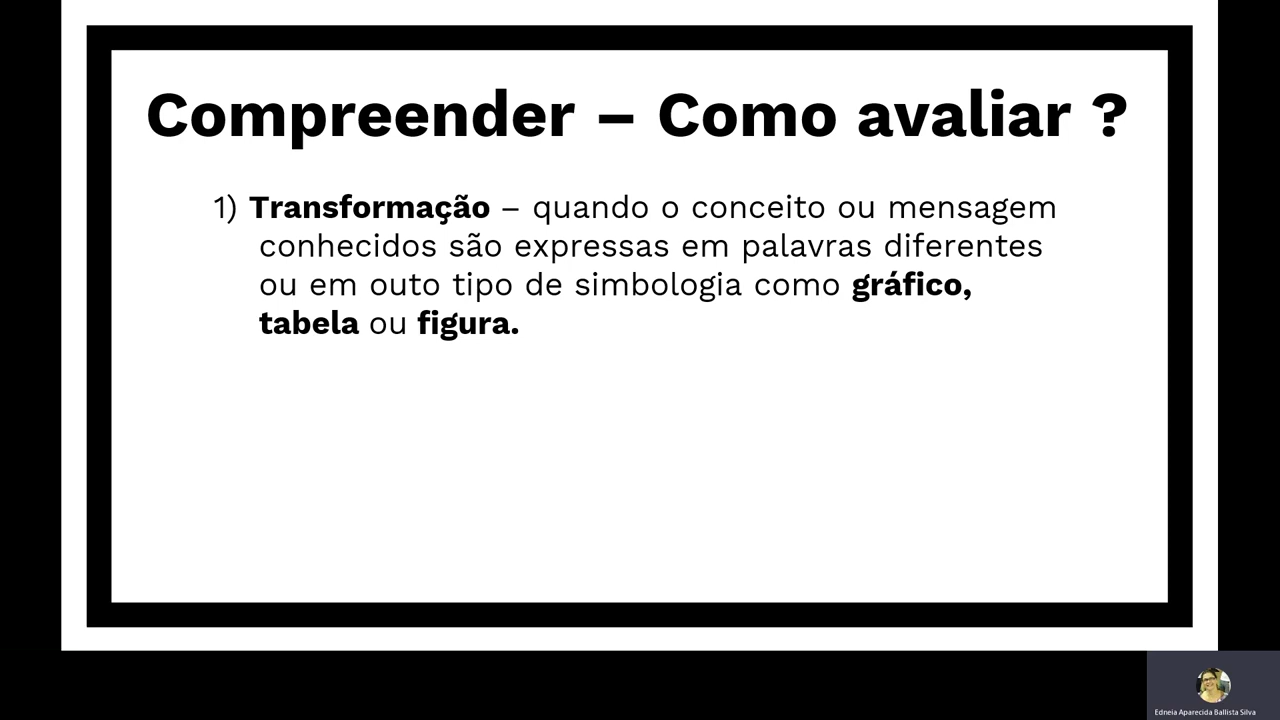 Compreender – Como avaliar ?
1) Transformação – quando o conceito ou mensagem
conhecidos são expressas em palavras diferentes
ou em outo tipo de simbologia como gráfico,
tabela ou figura.
Edneia Aparecida Ballista Silva